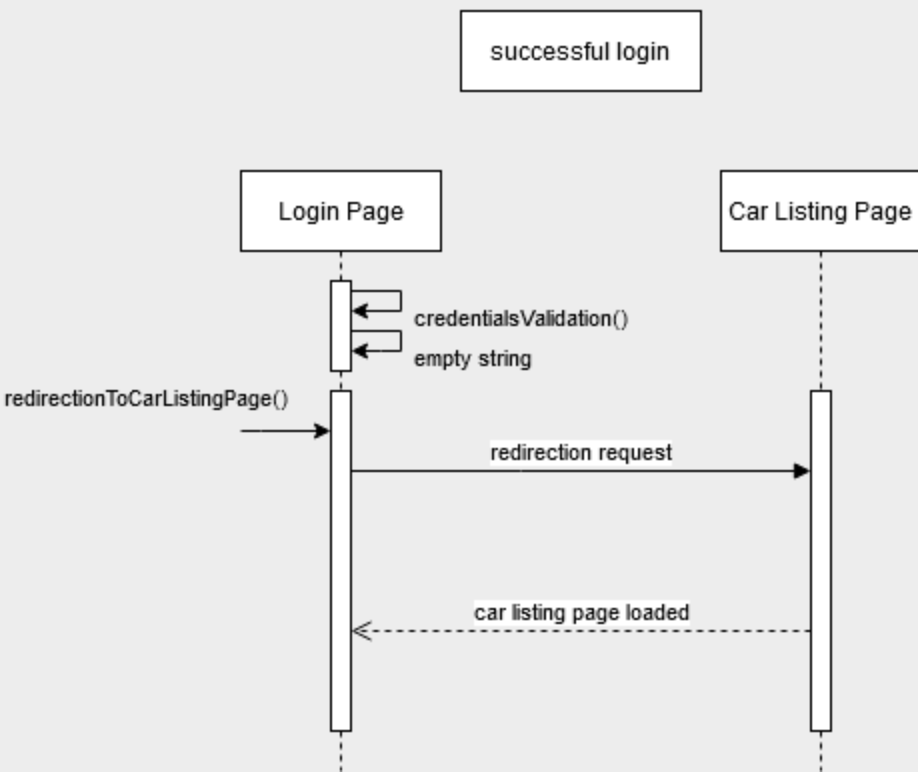 successful login
Login Page
Car Listing Page
credentialsValidation()
empty string
redirectionToCarListingPage()
redirection request
car listing page loaded